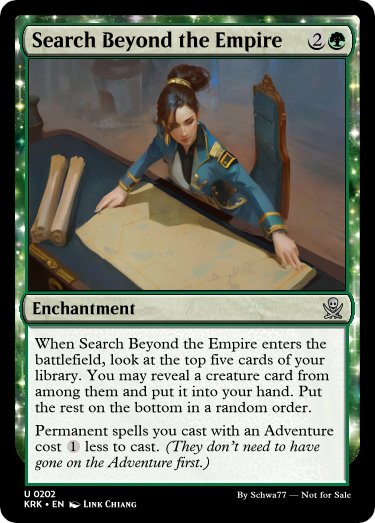 Search Beyond the Empire 2
Enchantment
When Search Beyond the Empire enters the
battlefield, look at the top five cards of your
library. You may reveal a creature card from
among them and put it into your hand. Put
the rest on the bottom in a random order.
Permanent spells you cast with an Adventure
cost 1 less to cast. (They don't need to have
gone on the Adventure first.)
U 0202
KRK • EN Link Chiang
By Schwa77 — Not for Sale